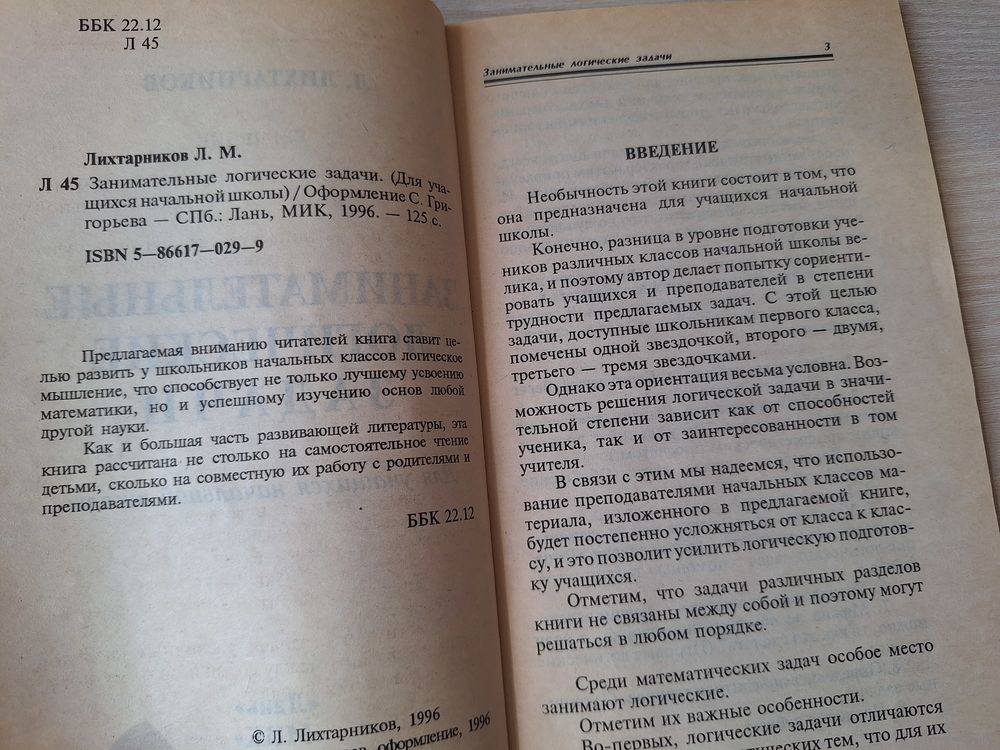 ББК 22.12
Л 45
Лихтарников Л. М.
Л 45 Занимательные логические задачи. (Для уча-
щихся начальной школы) / Оформление С. Гри-
горьева — СПб.: Лань, МИК, 1996. — 125 с.
ISBN 5—86617—029—9
Предлагаемая вниманию читателей книга ставит це-
лью развить у школьников начальных классов логическое
мышление, что способствует не только лучшему усвоению
математики, но и успешному изучению основ любой
другой науки.
Как и большая часть развивающей литературы, эта
книга рассчитана не столько на самостоятельное чтение
детьми, сколько на совместную их работу с родителями и
преподавателями.
ББК 22.12
© Л. Лихтарников, 1996
оформление, 1996
Занимательные логические задачи 3
ВВЕДЕНИЕ
Необычность этой книги состоит в том, что
она предназначена для учащихся начальной
школы.
Конечно, разница в уровне подготовки уче-
ников различных классов начальной школы ве-
лика, и поэтому автор делает попытку сориенти-
ровать учащихся и преподавателей в степени
трудности предлагаемых задач. С этой целью
задачи, доступные школьникам первого класса,
помечены одной звездочкой, второго — двумя,
третьего — тремя звездочками.
Однако эта ориентация весьма условна. Воз-
можность решения логической задачи в значи-
тельной степени зависит как от способностей
ученика, так и от заинтересованности в том
учителя.
В связи с этим мы надеемся, что использо-
вание преподавателями начальных классов ма-
териала, изложенного в предлагаемой книге,
будет постепенно усложняться от класса к клас-
су, и это позволит усилить логическую подготов-
ку учащихся.
Отметим, что задачи различных разделов
книги не связаны между собой и поэтому могут
решаться в любом порядке.
Среди математических задач особое место
занимают логические.
Отметим их важные особенности.
Во-первых, логические задачи отличаются
тем, что для их